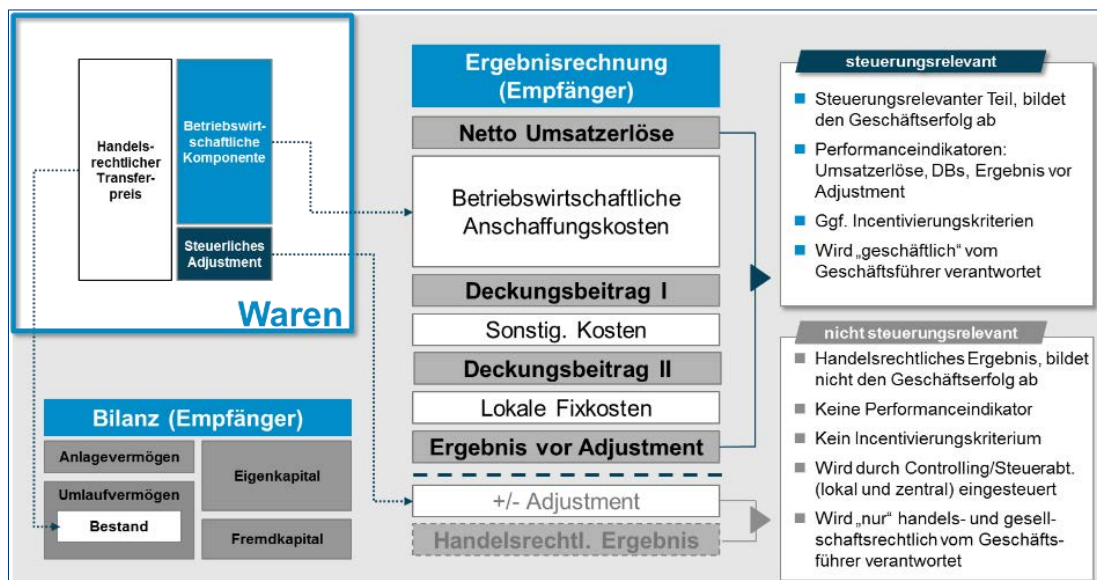 Handels-
rechtlicher
Transfer-
preis
Betriebswirt-
schaftliche
Komponente
Steuerliches
Adjustment
Waren
Bilanz (Empfänger)
Anlagevermögen
Umlaufvermögen
Bestand
Eigenkapital
Fremdkapital
Ergebnisrechnung
(Empfänger)
Netto Umsatzerlöse
Betriebswirtschaftliche
Anschaffungskosten
Deckungsbeitrag I
Sonstig. Kosten
Deckungsbeitrag II
Lokale Fixkosten
Ergebnis vor Adjustment
+/- Adjustment
Handelsrechtl. Ergebnis
steuerungsrelevant
Steuerungsrelevanter Teil, bildet
den Geschäftserfolg ab
Performanceindikatoren:
Umsatzerlöse, DBs, Ergebnis vor
Adjustment
Ggf. Incentivierungskriterien
Wird „geschäftlich“ vom
Geschäftsführer verantwortet
nicht steuerungsrelevant
Handelsrechtliches Ergebnis, bildet
nicht den Geschäftserfolg ab
Keine Performanceindikator
Kein Incentivierungskriterium
Wird durch Controlling/Steuerabt.
(lokal und zentral) eingesteuert
Wird „nur“ handels- und gesell-
schaftsrechtlich vom Geschäfts-
führer verantwortet